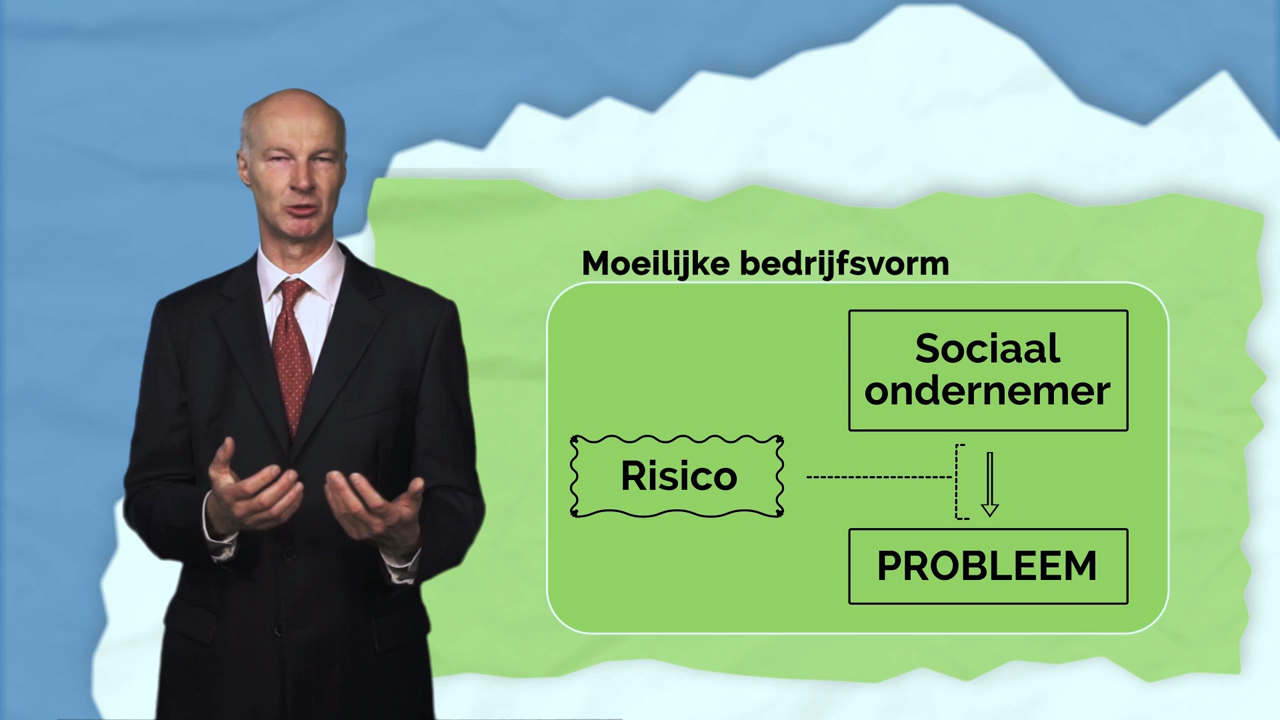 Moeilijke bedrijfsvorm
Sociaal
ondernemer
Risico
PROBLEEM